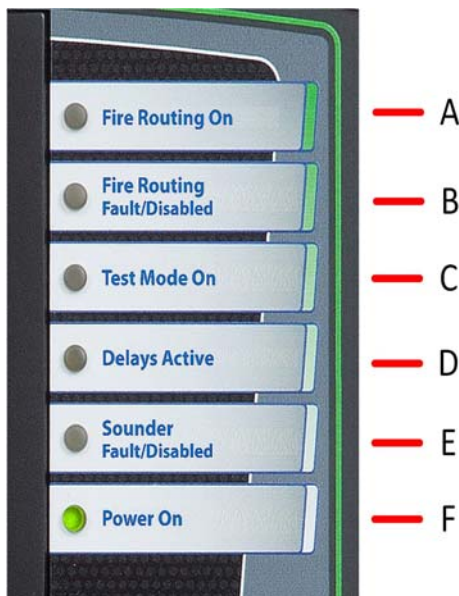 Fire Routing On
A
Fire Routing
Fault/Disabled
B
Test Mode On
C
Delays Active
D
Sounder
Fault/Disabled
E
Power On
F